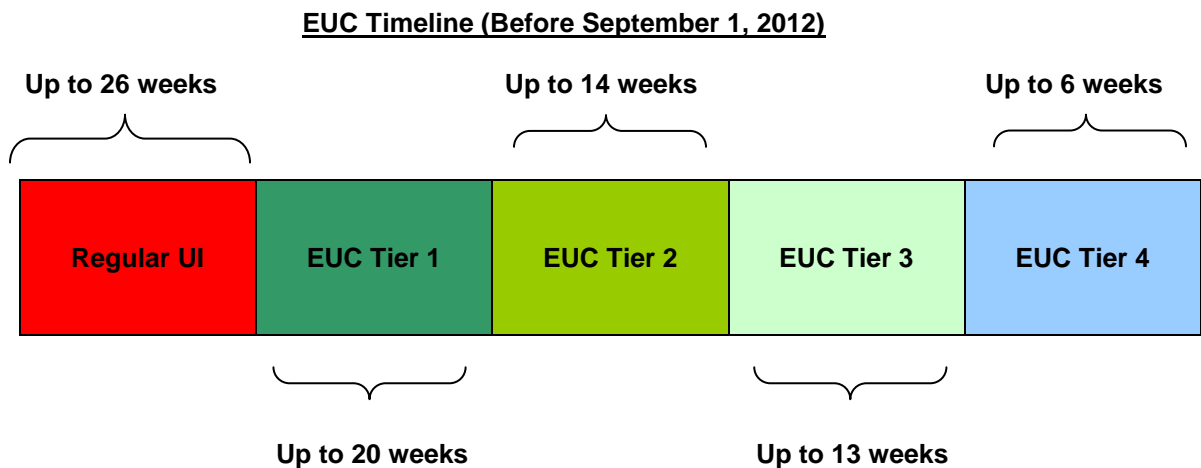 EUC Timeline (Before September 1, 2012)
Up to 26 weeks
Up to 14 weeks
Up to 6 weeks
Regular UI
EUC Tier 1
EUC Tier 2
EUC Tier 3
EUC Tier 4
Up to 20 weeks
Up to 13 weeks